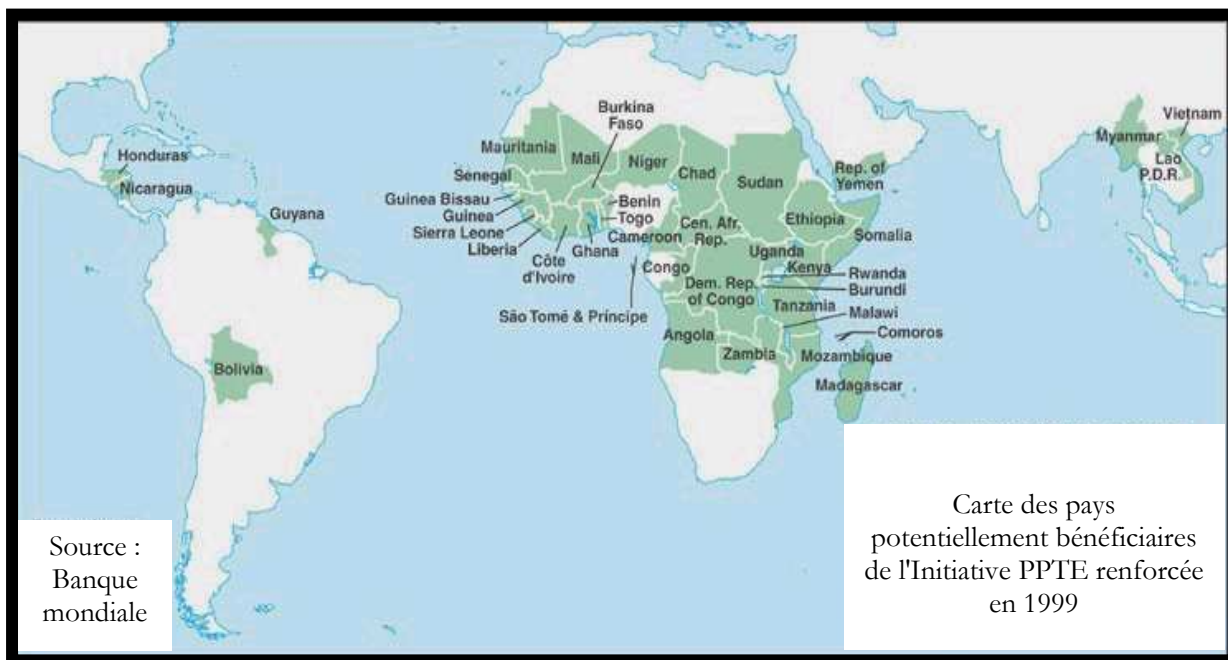 Burkina
Faso
Vietnam
Mauritania
Mali
Niger
Myanmar
Honduras
Chad
Lao
P.D.R.
Senegal
Sudan
Rep. of
Yemen
Nicaragua
Guinea Bissau
Benin
Guyana
Guinea
Togo
Ethiopia
Sierra Leone
Cen. Afr.
Rep.
Cameroon
Somalia
Liberia
Ghana
Uganda
Côte
d'Ivoire
Congo
Kenya
Rwanda
Dem. Rep.
of Congo
Burundi
Tanzania
São Tomé & Príncipe
Malawi
Angola
Comoros
Zambia
Mozambique
Bolivia
Madagascar
Source :
Banque
mondiale
Carte des pays
potentiellement bénéficiaires
de l'Initiative PPTE renforcée
en 1999